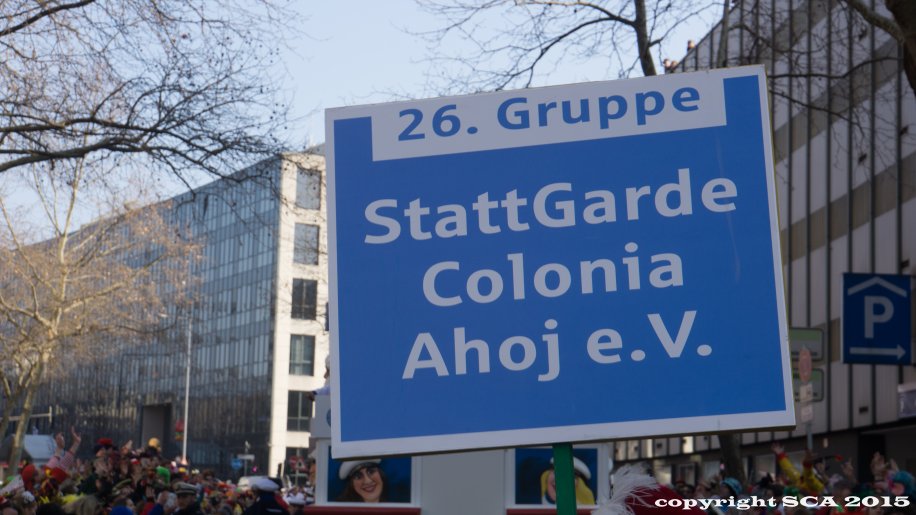 26. Gruppe
StattGarde
Colonia
Ahoj e.V.
P
copyright SCA 2015